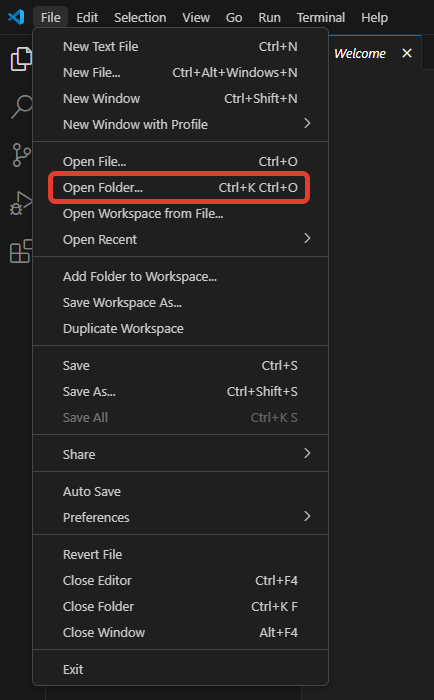 File Edit Selection View Go Run Terminal Help
Welcome
New Text File Ctrl+N
New File... Ctrl+Alt+Windows+N
New Window Ctrl+Shift+N
New Window with Profile
Open File... Ctrl+O
Open Folder... Ctrl+K Ctrl+O
Open Workspace from File...
Open Recent
Add Folder to Workspace...
Save Workspace As...
Duplicate Workspace
Save Ctrl+S
Save As... Ctrl+Shift+S
Save All Ctrl+K S
Share
Auto Save
Preferences
Revert File
Close Editor Ctrl+F4
Close Folder Ctrl+K F
Close Window Alt+F4
Exit